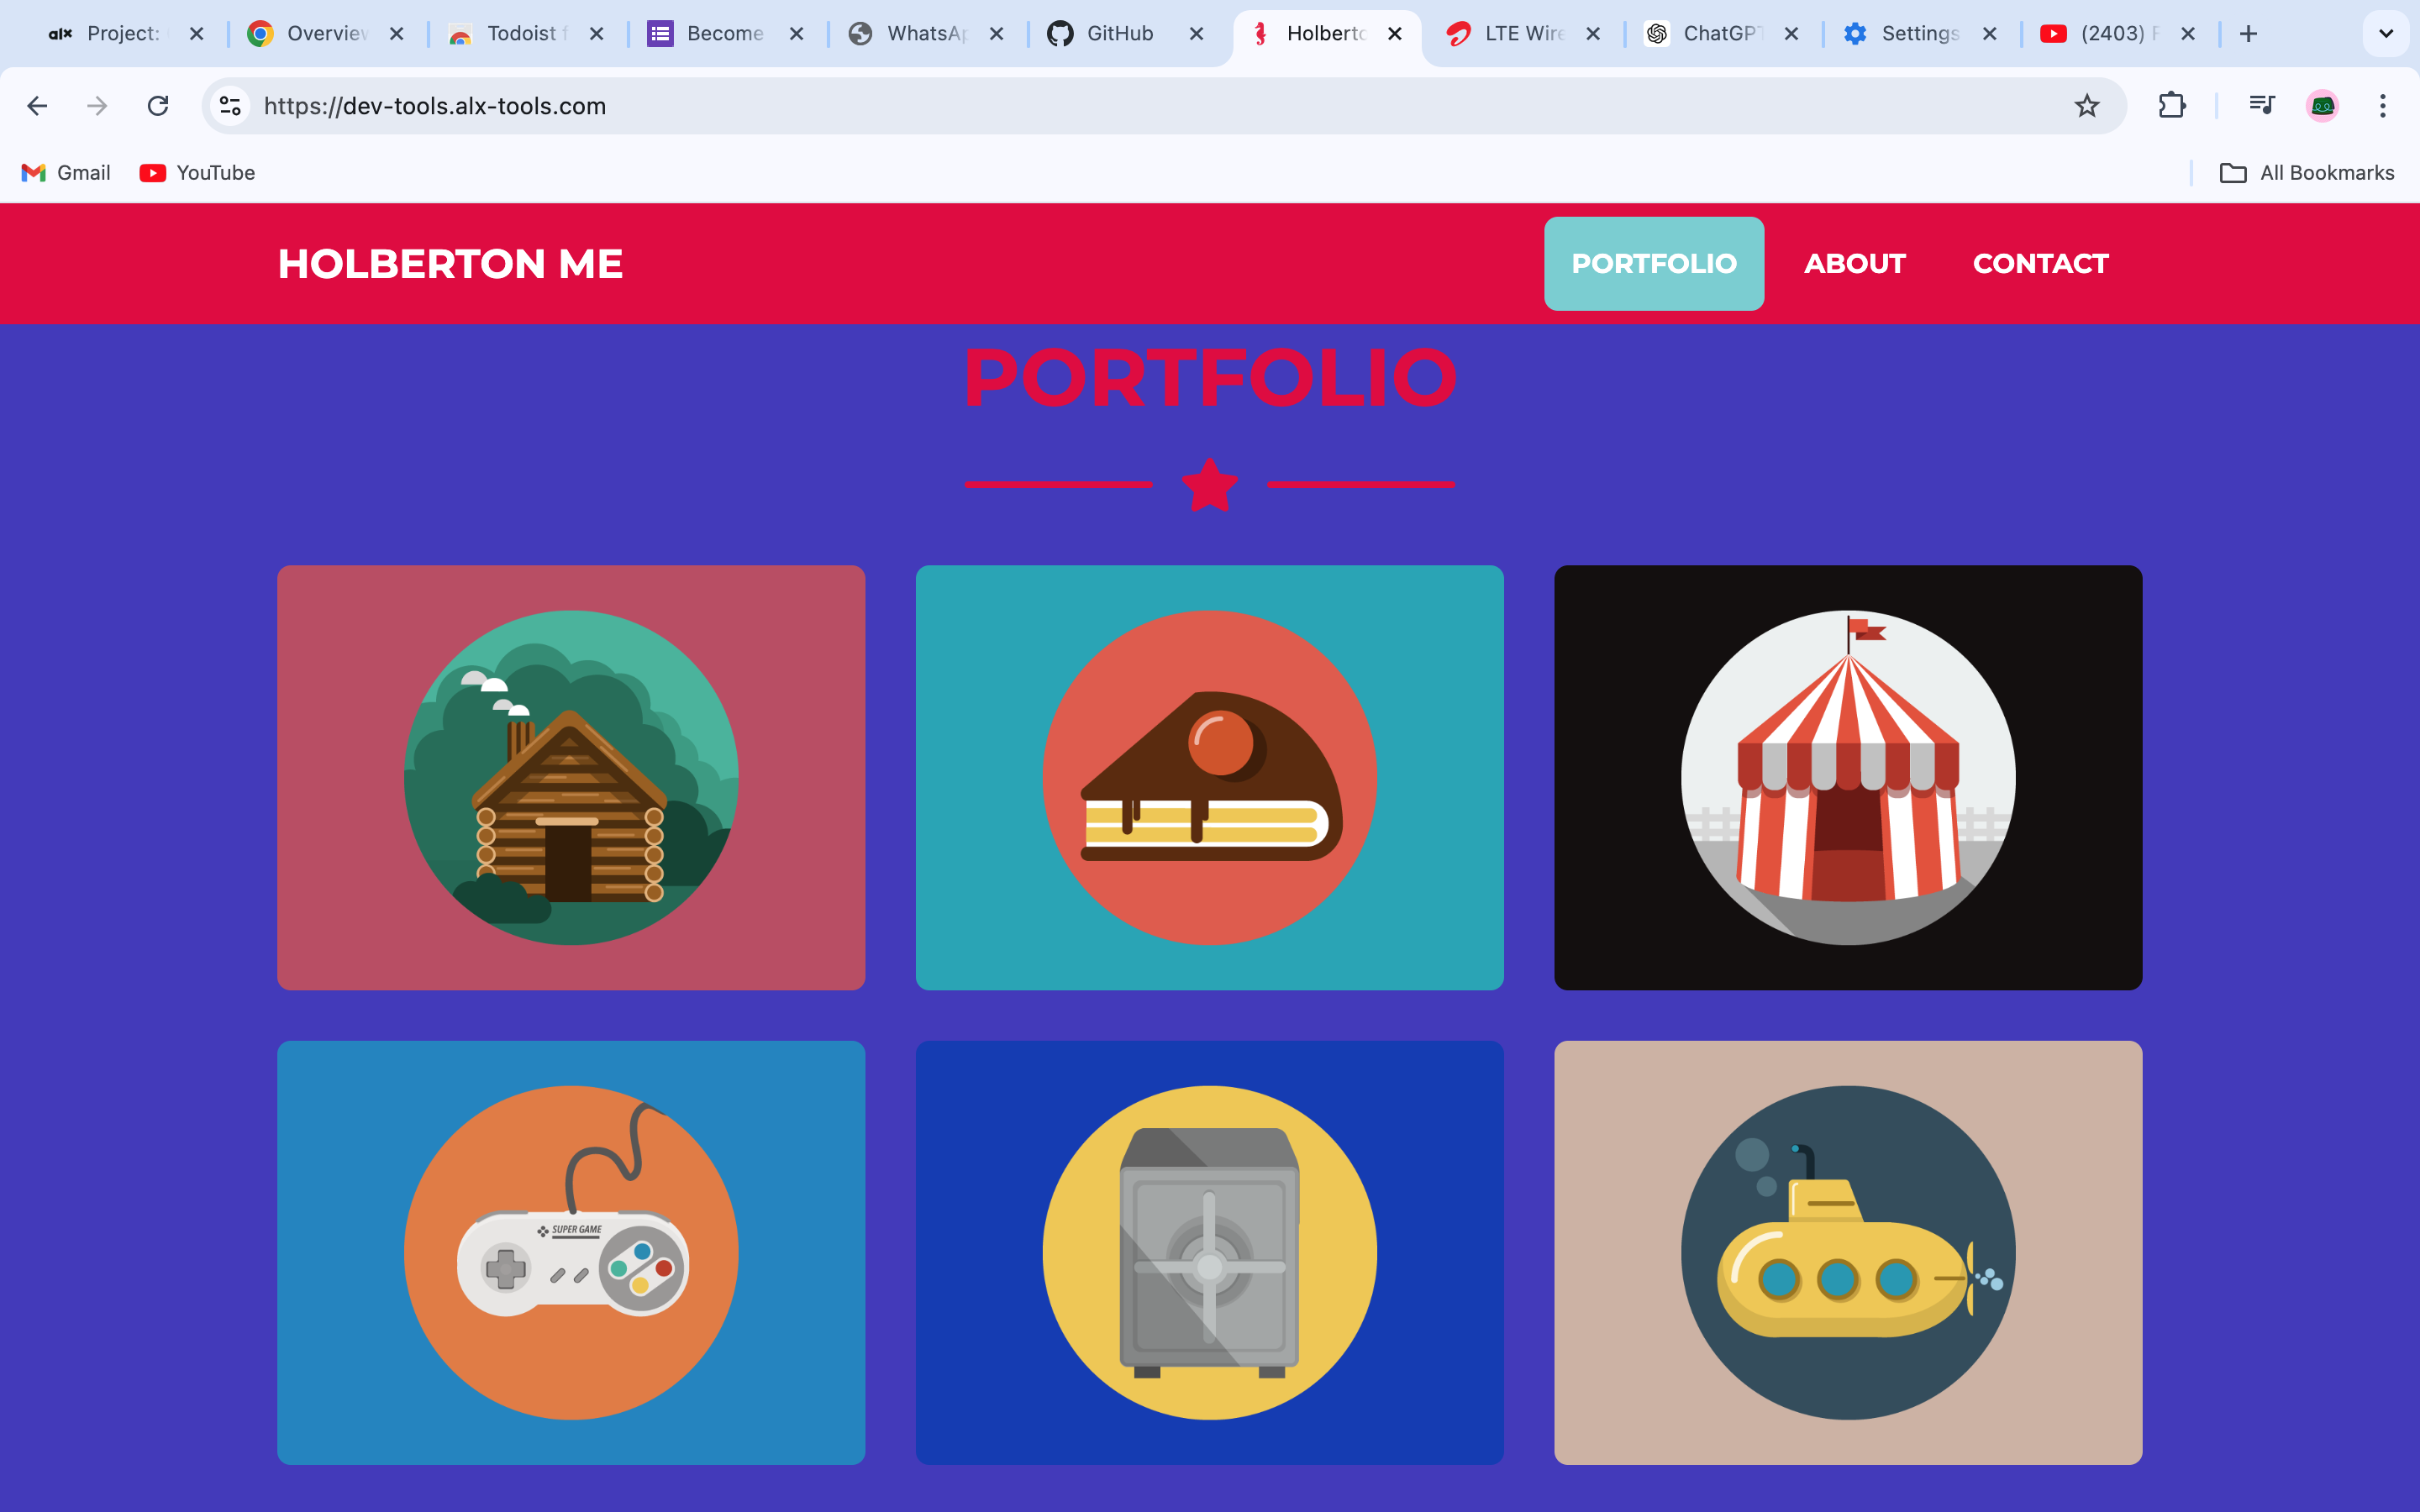 alx Project: Overview Todoist f Become WhatsAp GitHub Holberto LTE Wire ChatGPT Settings (2403) F
https://dev-tools.alx-tools.com
Gmail YouTube All Bookmarks
HOLBERTON ME PORTFOLIO ABOUT CONTACT
PORTFOLIO
SUPER GAME